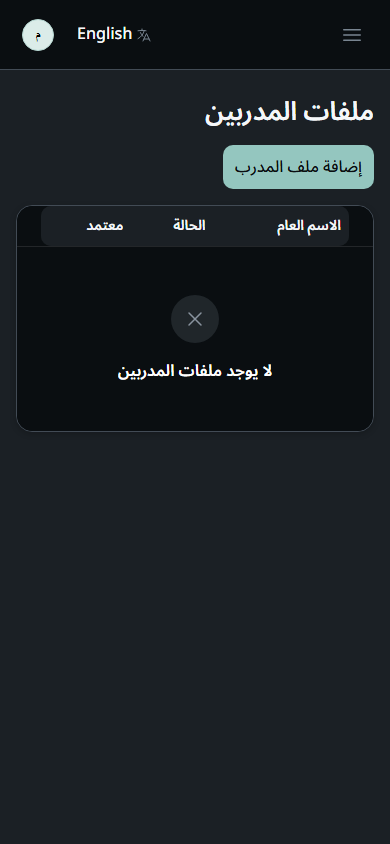 English
م
ملفات المدربين
إضافة ملف المدرب
الاسم العام الحالة معتمد
لا يوجد ملفات المدربين